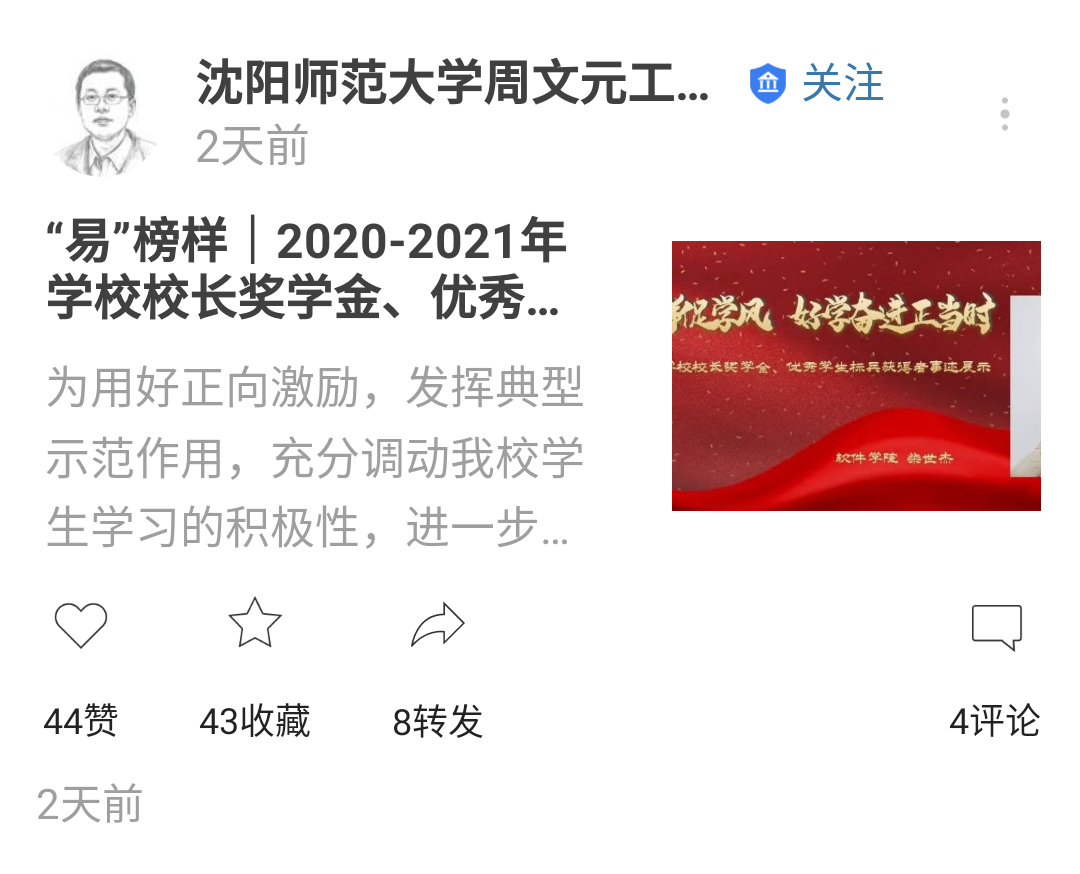 沈阳师范大学周文元工...
关注
2天前
“易”榜样｜2020-2021年
学校校长奖学金、优秀...
为用好正向激励，发挥典型
示范作用，充分调动我校学
生学习的积极性，进一步...
促学风 好学奋进正当时
校校长奖学金、优秀学生标兵获得者事迹展示
软件学院 柴世杰
44赞
43收藏
8转发
4评论
2天前